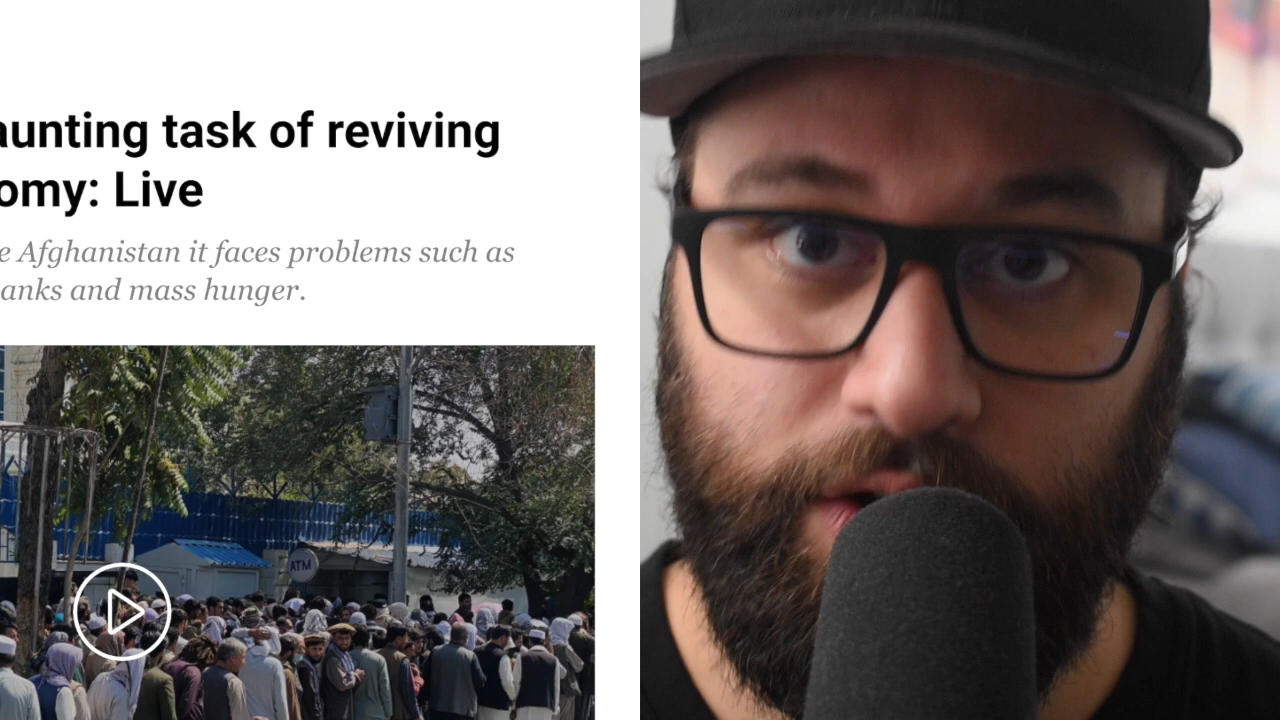 aunting task of reviving
omy: Live
e Afghanistan it faces problems such as
anks and mass hunger.
ATM